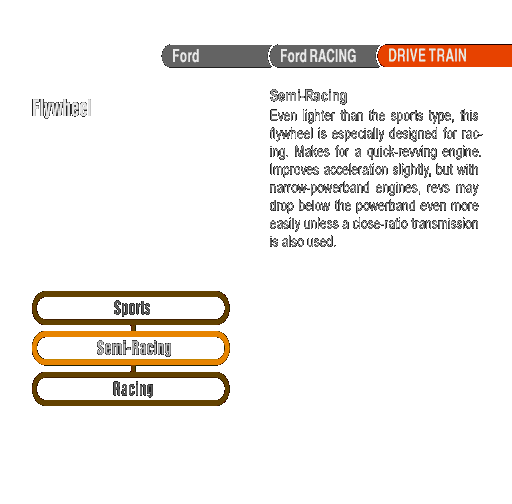 Ford
Ford RACING
DRIVE TRAIN
Flywheel
Semi-Racing
Even lighter than the sports type, this
flywheel is especially designed for rac-
ing. Makes for a quick-revving engine.
Improves acceleration slightly, but with
narrow-powerband engines, revs may
drop below the powerband even more
easily unless a close-ratio transmission
is also used.
Sports
Semi-Racing
Racing